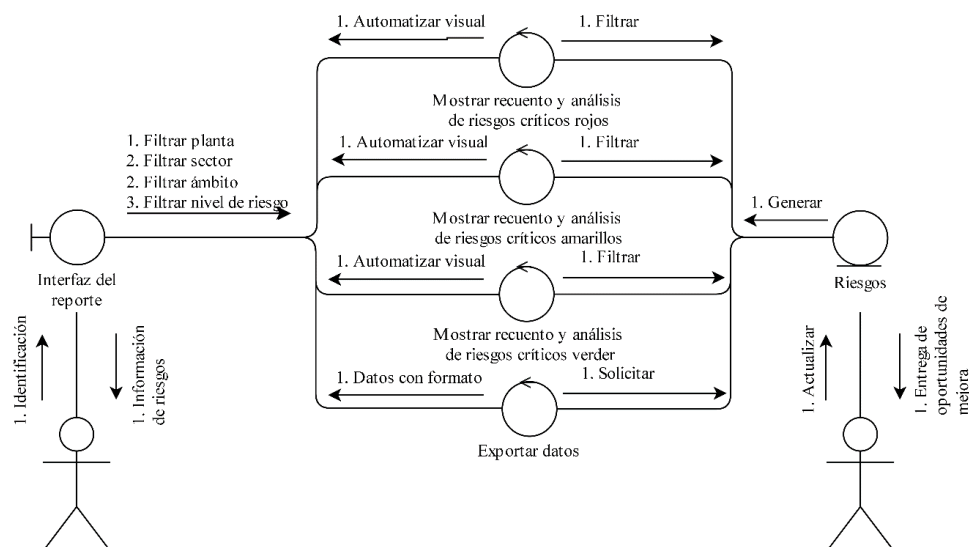 1. Automatizar visual
1. Filtrar
Mostrar recuento y análisis
de riesgos críticos rojos
1. Filtrar planta
2. Filtrar sector
2. Filtrar ámbito
3. Filtrar nivel de riesgo
1. Automatizar visual
1. Filtrar
Mostrar recuento y análisis
de riesgos críticos amarillos
1. Generar
Interfaz del
reporte
1. Automatizar visual
1. Filtrar
Riesgos
Mostrar recuento y análisis
de riesgos críticos verder
1. Identificación
1. Información
de riesgos
1. Datos con formato
1. Solicitar
Exportar datos
1. Actualizar
1. Entrega de
oportunidades de
mejora